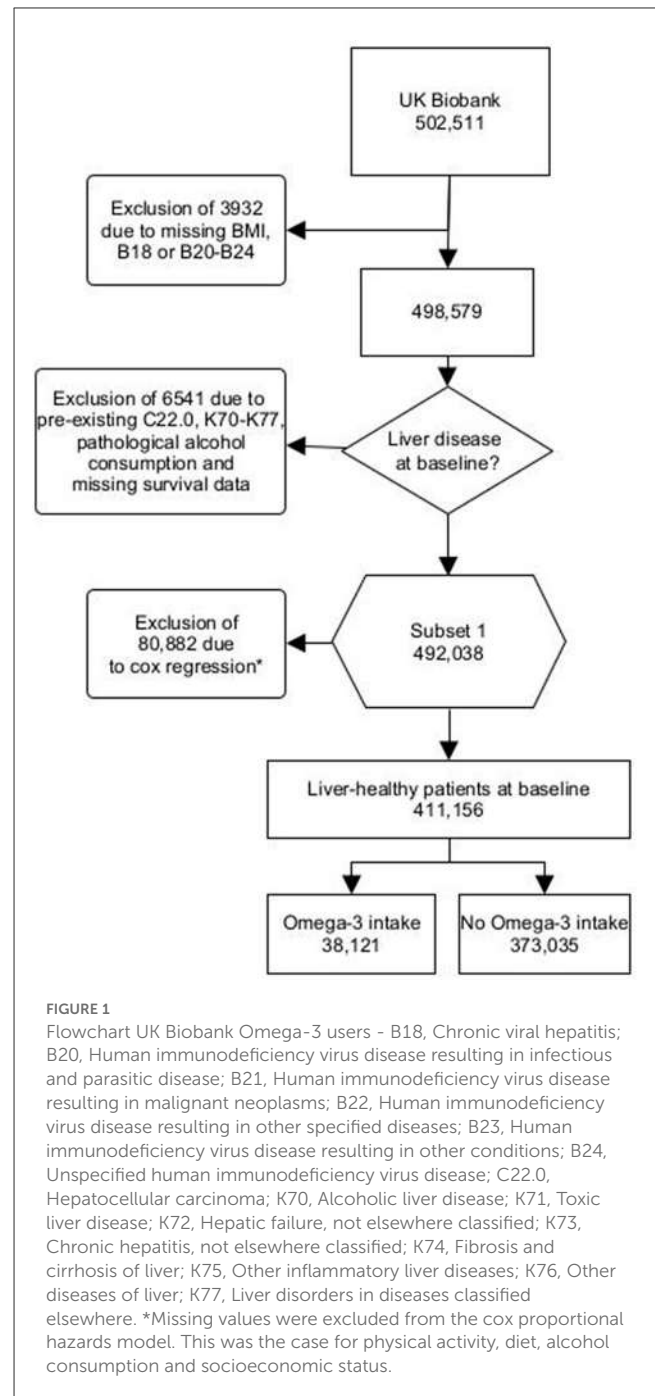 UK Biobank
502,511
Exclusion of 3932
due to missing BMI,
B18 or B20-B24
498,579
Exclusion of 6541 due to
pre-existing C22.0, K70-K77,
pathological alcohol
consumption and
missing survival data
Liver disease
at baseline?
Exclusion of
80,882 due
to cox regression*
Subset 1
492,038
Liver-healthy patients at baseline
411,156
Omega-3 intake
38,121
No Omega-3 intake
373,035
FIGURE 1
Flowchart UK Biobank Omega-3 users - B18, Chronic viral hepatitis;
B20, Human immunodeficiency virus disease resulting in infectious
and parasitic disease; B21, Human immunodeficiency virus disease
resulting in malignant neoplasms; B22, Human immunodeficiency
virus disease resulting in other specified diseases; B23, Human
immunodeficiency virus disease resulting in other conditions; B24,
Unspecified human immunodeficiency virus disease; C22.0,
Hepatocellular carcinoma; K70, Alcoholic liver disease; K71, Toxic
liver disease; K72, Hepatic failure, not elsewhere classified; K73,
Chronic hepatitis, not elsewhere classified; K74, Fibrosis and
cirrhosis of liver; K75, Other inflammatory liver diseases; K76, Other
diseases of liver; K77, Liver disorders in diseases classified
elsewhere. *Missing values were excluded from the cox proportional
hazards model. This was the case for physical activity, diet, alcohol
consumption and socioeconomic status.